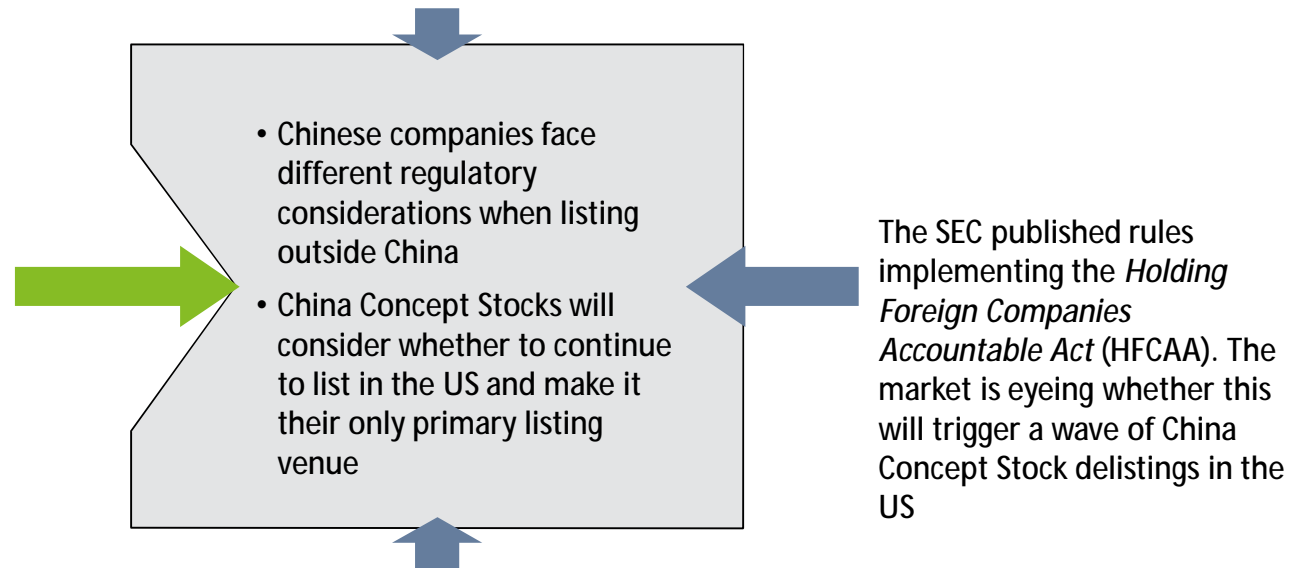 • Chinese companies face
different regulatory
considerations when listing
outside China
• China Concept Stocks will
consider whether to continue
to list in the US and make it
their only primary listing
venue
The SEC published rules
implementing the Holding
Foreign Companies
Accountable Act (HFCAA). The
market is eyeing whether this
will trigger a wave of China
Concept Stock delistings in the
US